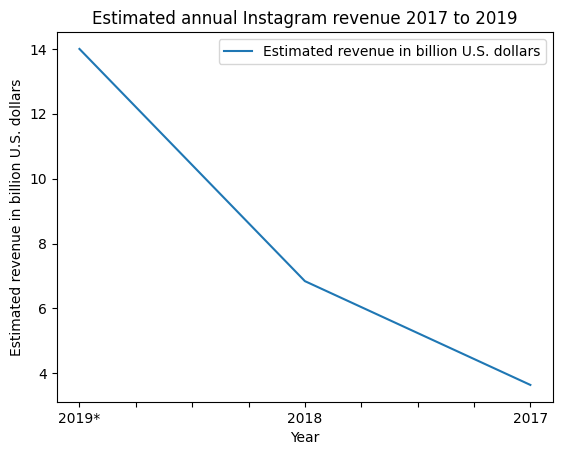 Estimated annual Instagram revenue 2017 to 2019
Estimated revenue in billion U.S. dollars
Estimated revenue in billion U.S. dollars
14
12
10
8
6
4
2019*
2018
2017
Year